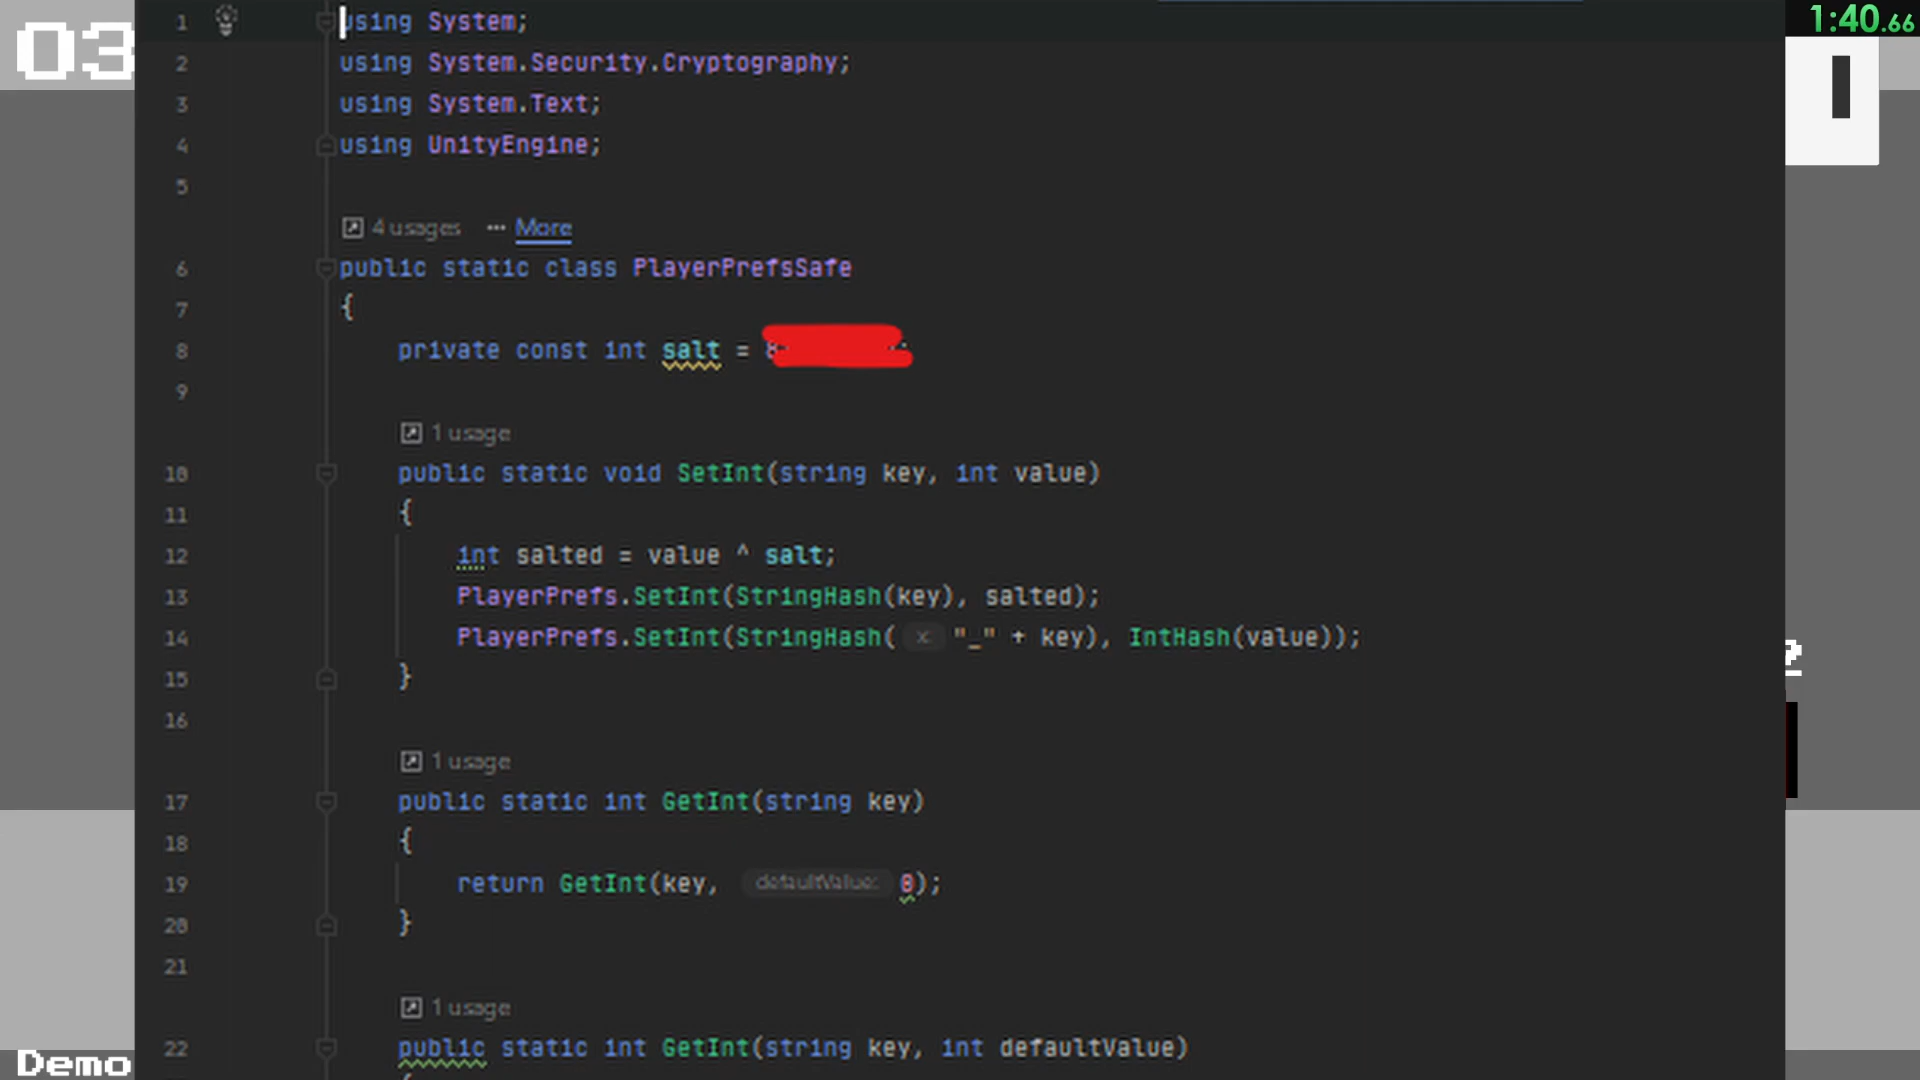 1:40.66
03
1 using System;
2 using System.Security.Cryptography;
3 using System.Text;
4 using UnityEngine;
5
4 usages ··· More
6 public static class PlayerPrefsSafe
7 {
8 private const int salt =
9
1 usage
10 public static void SetInt(string key, int value)
11 {
12 int salted = value ^ salt;
13 PlayerPrefs.SetInt(StringHash(key), salted);
14 PlayerPrefs.SetInt(StringHash( x: "_" + key), IntHash(value));
15 }
16
1 usage
17 public static int GetInt(string key)
18 {
19 return GetInt(key, defaultValue: 0);
20 }
21
1 usage
22 public static int GetInt(string key, int defaultValue)
Demo